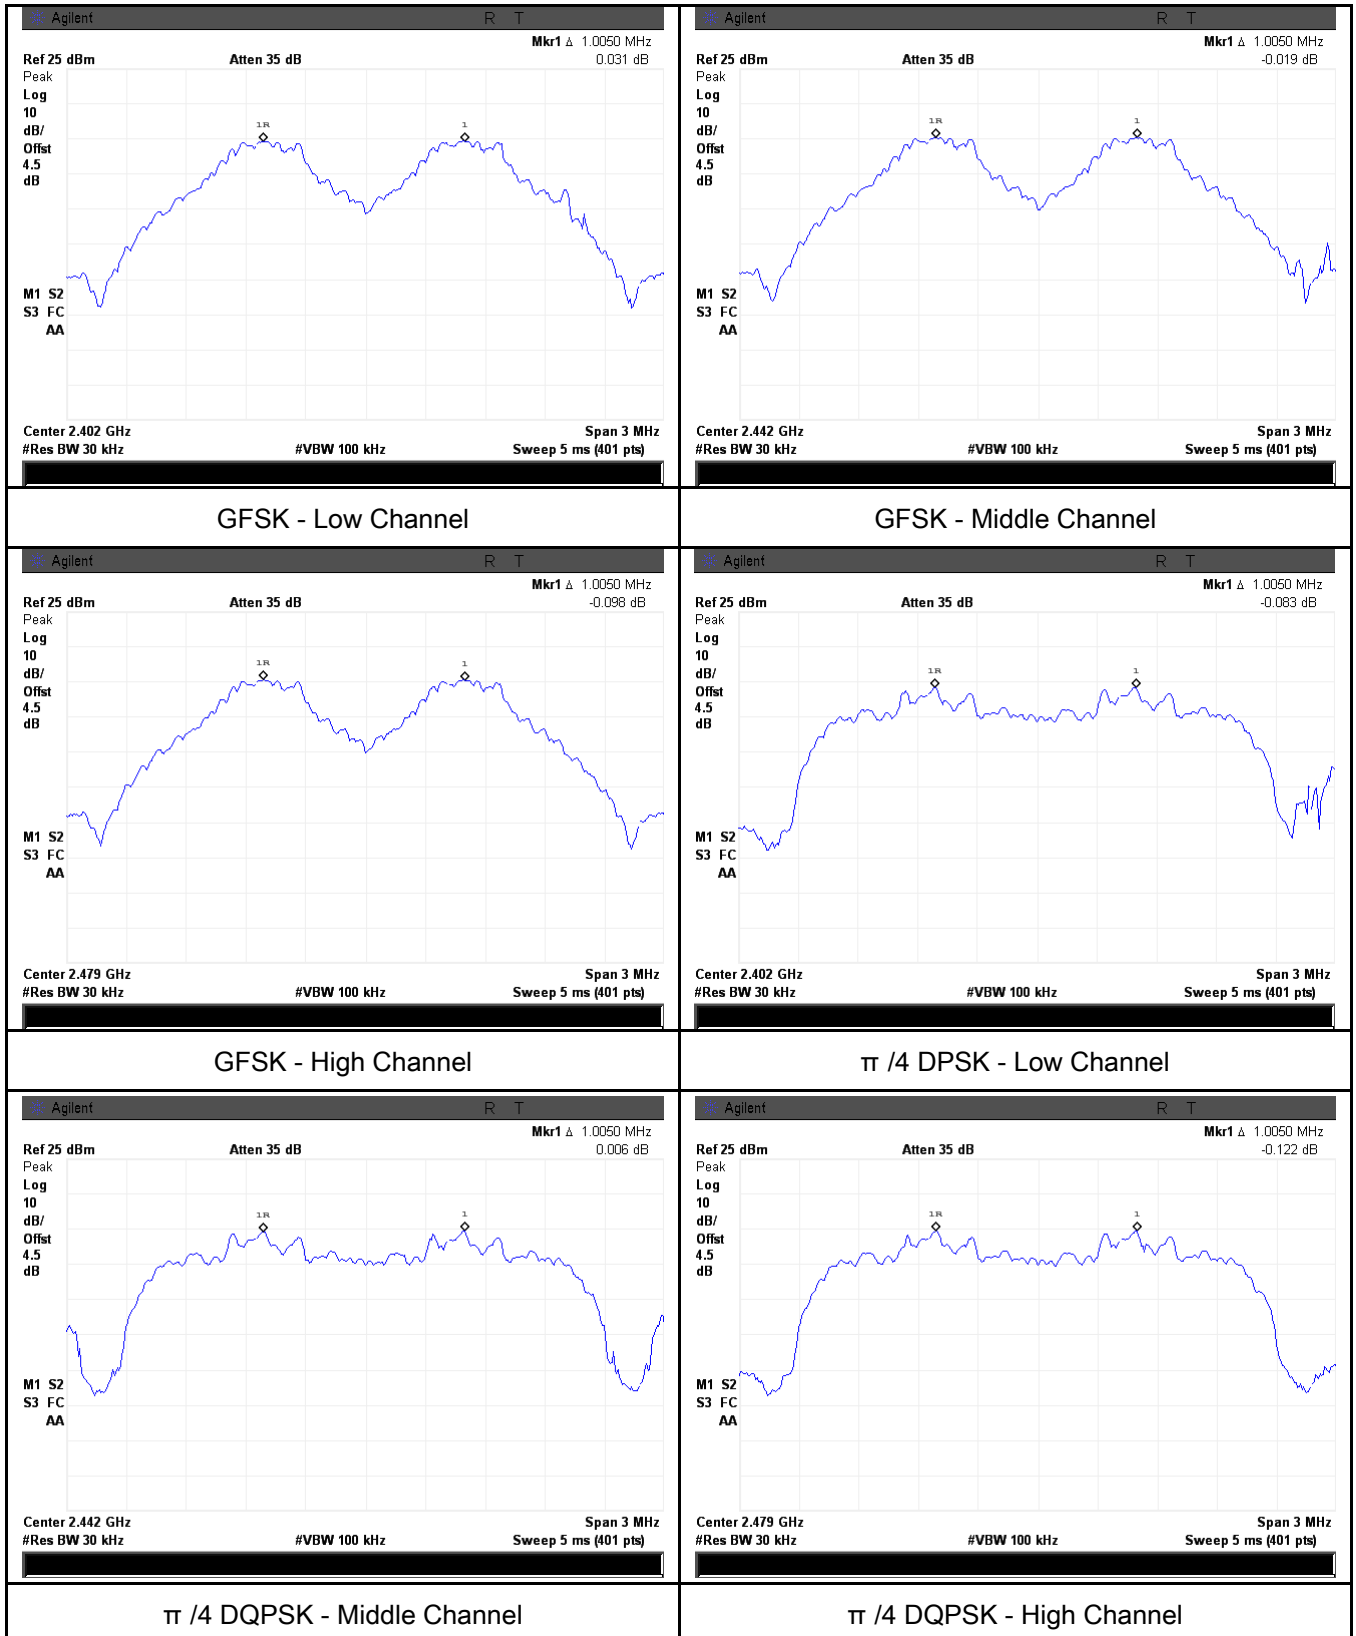 Agilent R T
Mkr1 Δ 1.0050 MHz
Ref 25 dBm Atten 35 dB 0.031 dB
Peak
Log
10
dB/
Offst
4.5
dB
1R 1
M1 S2
S3 FC
AA
Center 2.402 GHz Span 3 MHz
#Res BW 30 kHz #VBW 100 kHz Sweep 5 ms (401 pts)
GFSK - Low Channel
Agilent R T
Mkr1 Δ 1.0050 MHz
Ref 25 dBm Atten 35 dB -0.019 dB
Peak
Log
10
dB/
Offst
4.5
dB
1R 1
M1 S2
S3 FC
AA
Center 2.442 GHz Span 3 MHz
#Res BW 30 kHz #VBW 100 kHz Sweep 5 ms (401 pts)
GFSK - Middle Channel
Agilent R T
Mkr1 Δ 1.0050 MHz
Ref 25 dBm Atten 35 dB -0.098 dB
Peak
Log
10
dB/
Offst
4.5
dB
1R 1
M1 S2
S3 FC
AA
Center 2.479 GHz Span 3 MHz
#Res BW 30 kHz #VBW 100 kHz Sweep 5 ms (401 pts)
GFSK - High Channel
Agilent R T
Mkr1 Δ 1.0050 MHz
Ref 25 dBm Atten 35 dB -0.083 dB
Peak
Log
10
dB/
Offst
4.5
dB
1R 1
M1 S2
S3 FC
AA
Center 2.402 GHz Span 3 MHz
#Res BW 30 kHz #VBW 100 kHz Sweep 5 ms (401 pts)
π /4 DPSK - Low Channel
Agilent R T
Mkr1 Δ 1.0050 MHz
Ref 25 dBm Atten 35 dB 0.006 dB
Peak
Log
10
dB/
Offst
4.5
dB
1R 1
M1 S2
S3 FC
AA
Center 2.442 GHz Span 3 MHz
#Res BW 30 kHz #VBW 100 kHz Sweep 5 ms (401 pts)
π /4 DQPSK - Middle Channel
Agilent R T
Mkr1 Δ 1.0050 MHz
Ref 25 dBm Atten 35 dB -0.122 dB
Peak
Log
10
dB/
Offst
4.5
dB
1R 1
M1 S2
S3 FC
AA
Center 2.479 GHz Span 3 MHz
#Res BW 30 kHz #VBW 100 kHz Sweep 5 ms (401 pts)
π /4 DQPSK - High Channel